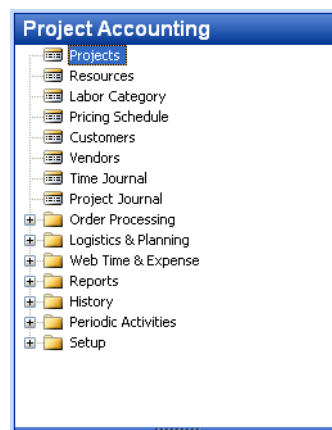 Project Accounting
Projects
Resources
Labor Category
Pricing Schedule
Customers
Vendors
Time Journal
Project Journal
Order Processing
Logistics & Planning
Web Time & Expense
Reports
History
Periodic Activities
Setup